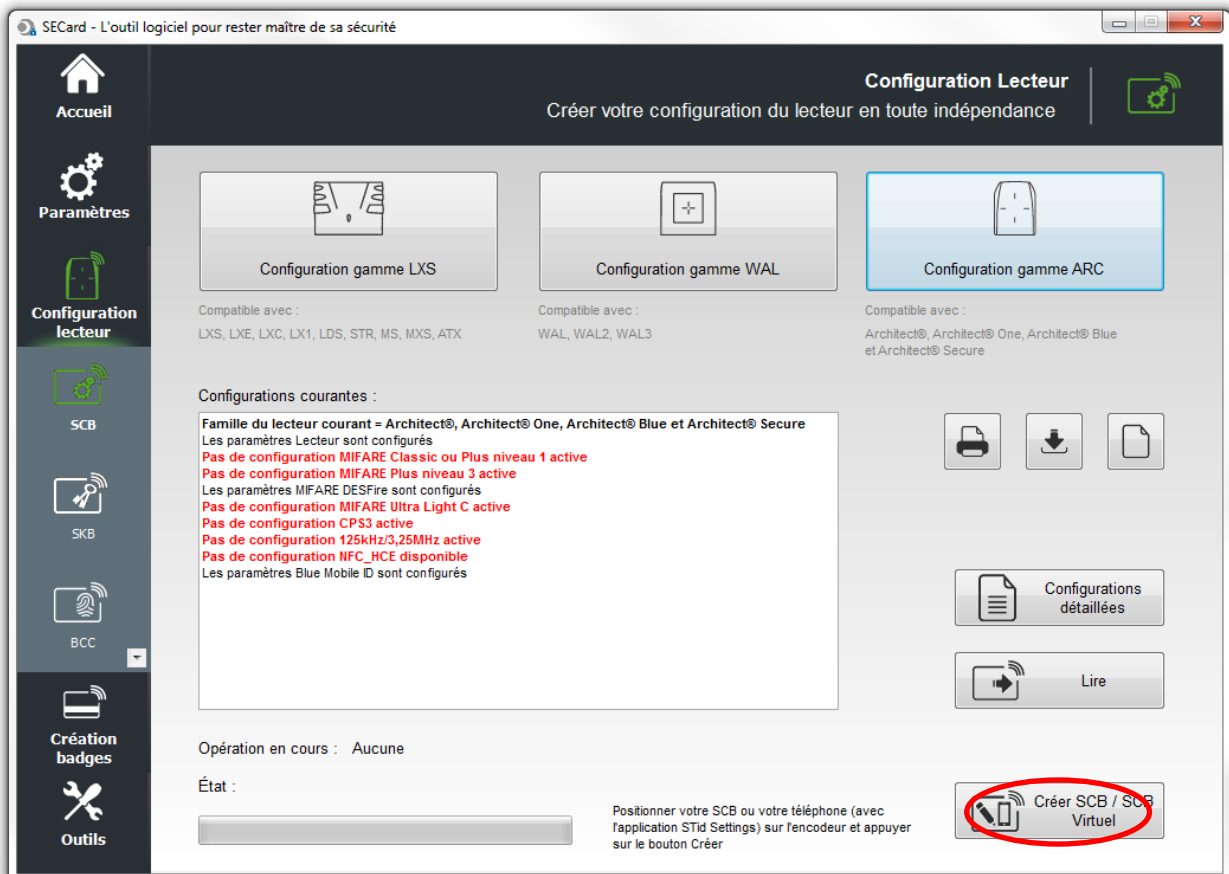 SECard - L'outil logiciel pour rester maître de sa sécurité
Accueil
Configuration Lecteur
Créer votre configuration du lecteur en toute indépendance
Paramètres
Configuration lecteur
SCB
SKB
BCC
Création badges
Outils
Configuration gamme LXS
Configuration gamme WAL
Configuration gamme ARC
Compatible avec :
LXS, LXE, LXC, LX1, LDS, STR, MS, MXS, ATX
Compatible avec :
WAL, WAL2, WAL3
Compatible avec :
Architect®, Architect® One, Architect® Blue
et Architect® Secure
Configurations courantes :
Famille du lecteur courant = Architect®, Architect® One, Architect® Blue et Architect® Secure
Les paramètres Lecteur sont configurés
Pas de configuration MIFARE Classic ou Plus niveau 1 active
Pas de configuration MIFARE Plus niveau 3 active
Les paramètres MIFARE DESFire sont configurés
Pas de configuration MIFARE Ultra Light C active
Pas de configuration CPS3 active
Pas de configuration 125kHz/3,25MHz active
Pas de configuration NFC_HCE disponible
Les paramètres Blue Mobile ID sont configurés
Configurations
détaillées
Lire
Opération en cours : Aucune
État :
Positionner votre SCB ou votre téléphone (avec
l'application STid Settings) sur l'encodeur et appuyer
sur le bouton Créer
Créer SCB / SCB
Virtuel